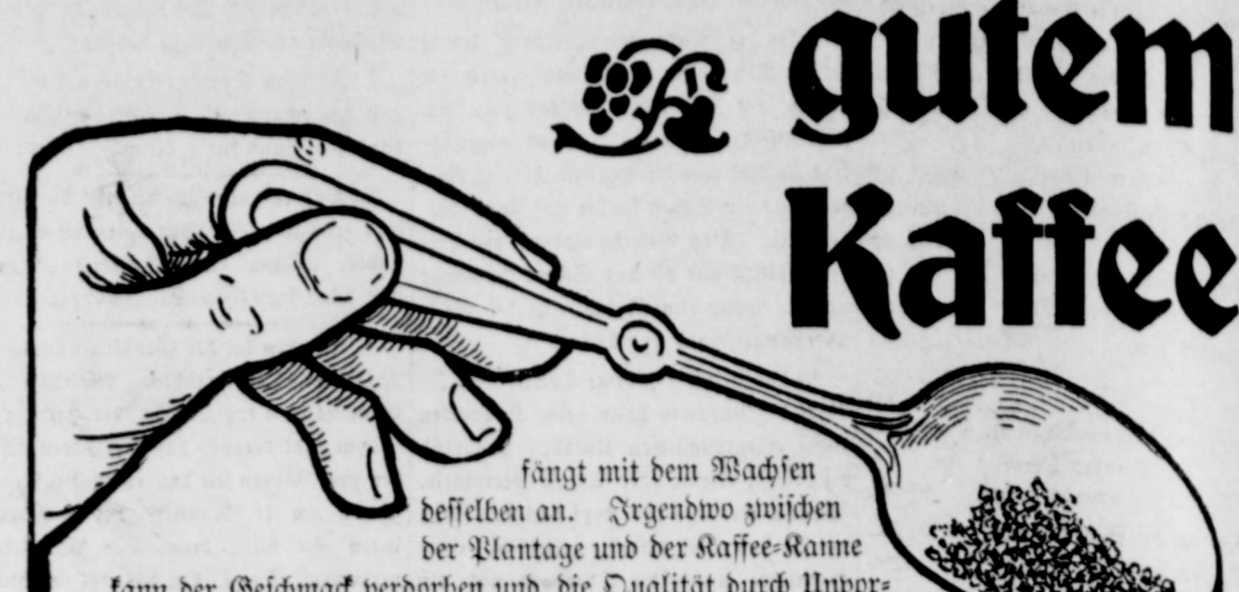 gutem
Kaffee
fängt mit dem Wachsen
desselben an. Irgendwo zwischen
der Plantage und der Kaffee-Kanne
kann der Geschmack verdorben und die Qualität durch Unvor-